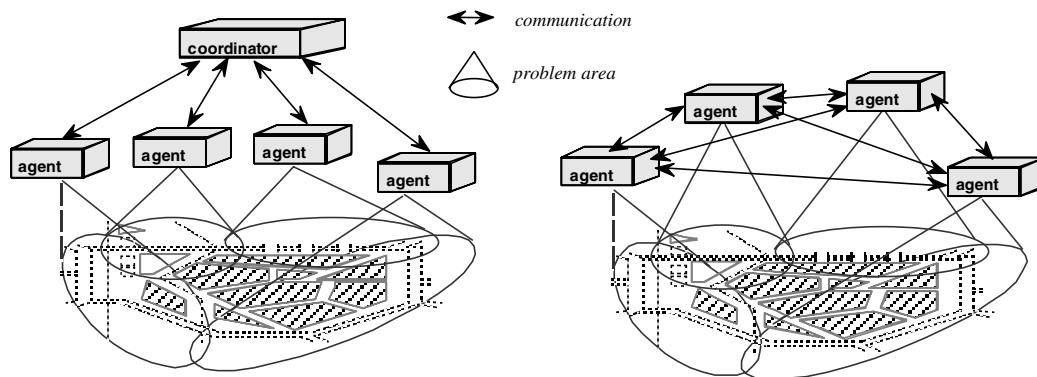 coordinator
agent
agent
agent
agent
communication
problem area
agent
agent
agent
agent